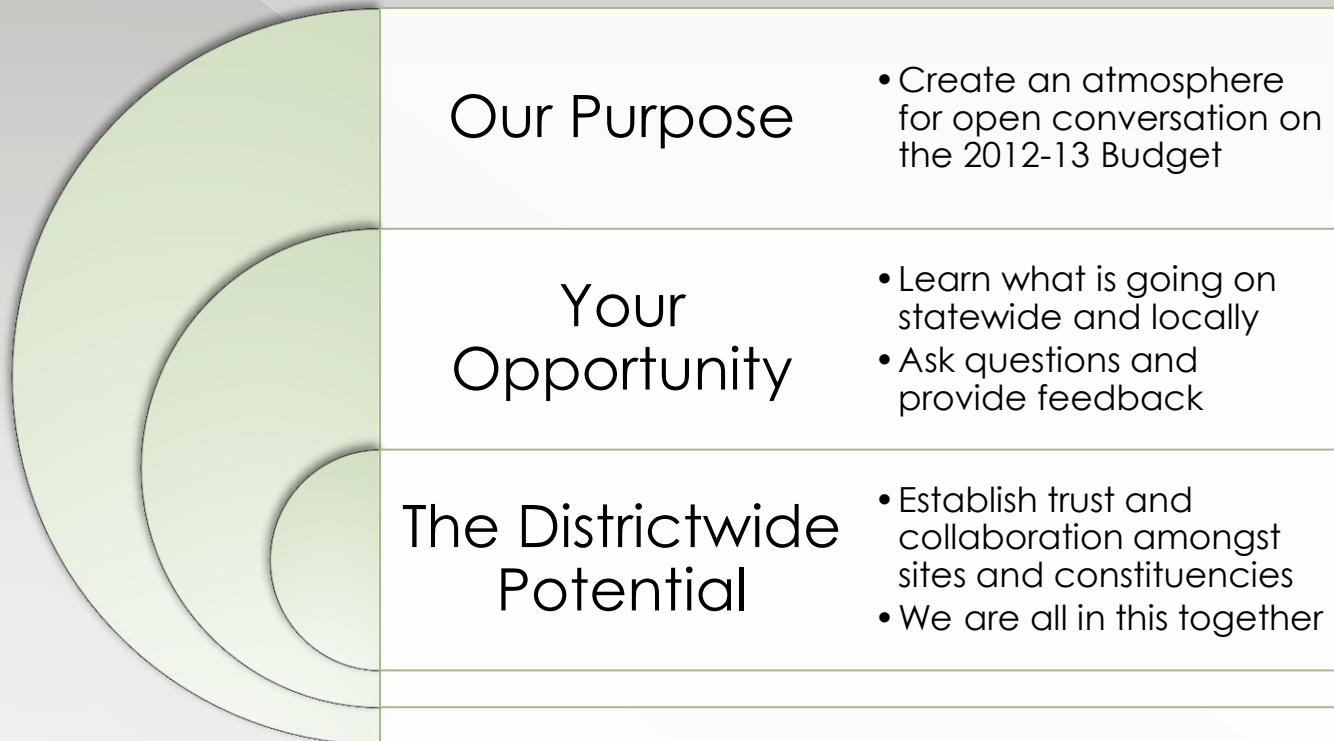 Our Purpose
• Create an atmosphere
for open conversation on
the 2012-13 Budget
Your
Opportunity
• Learn what is going on
statewide and locally
• Ask questions and
provide feedback
The Districtwide
Potential
• Establish trust and
collaboration amongst
sites and constituencies
• We are all in this together